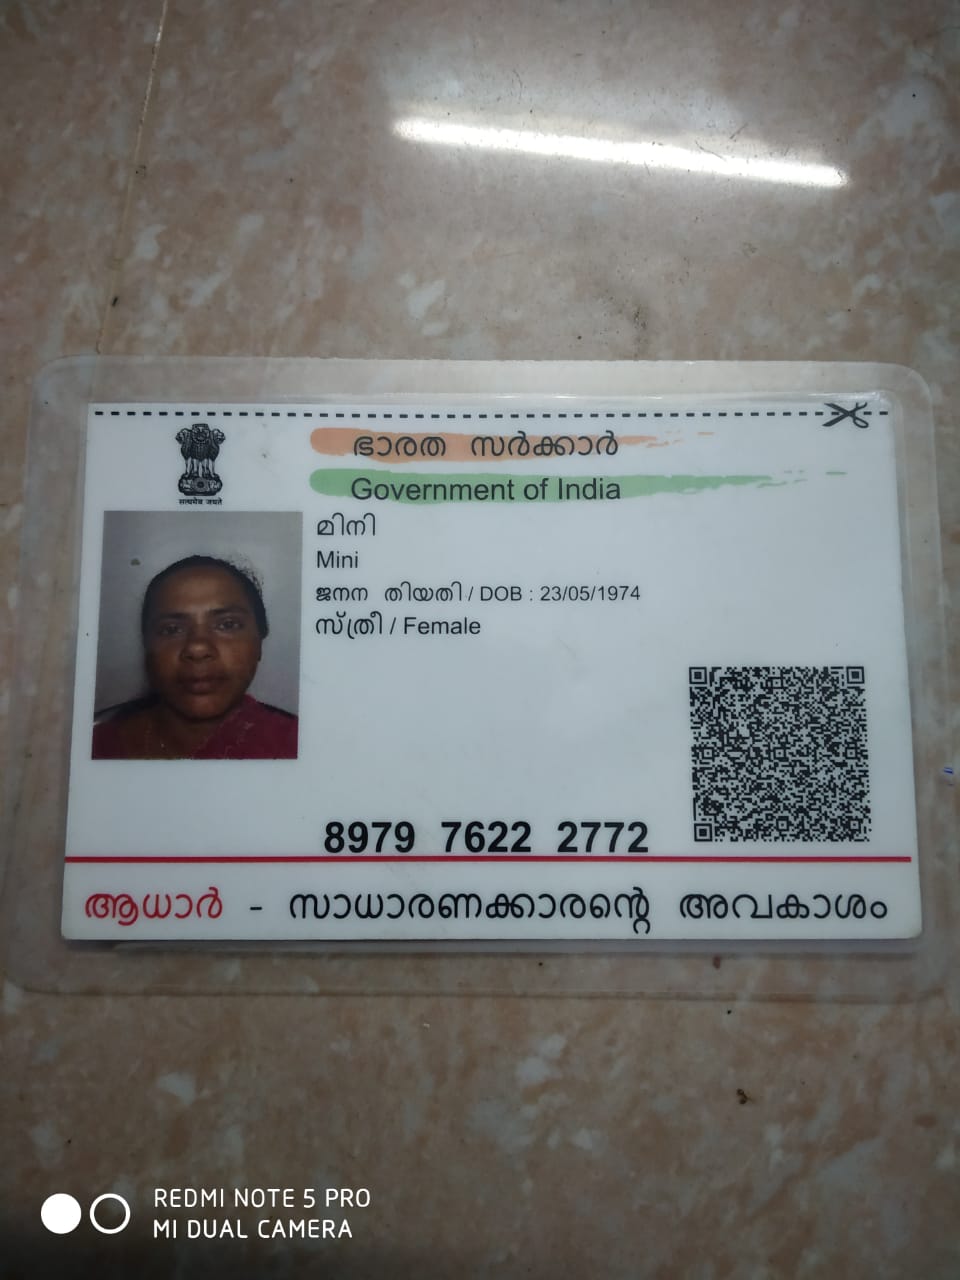 सत्यमेव जयते
ഭാരത സർക്കാർ
Government of India
മിനി
Mini
ജനന തിയതി / DOB : 23/05/1974
സ്ത്രീ / Female
8979 7622 2772
ആധാർ - സാധാരണക്കാരന്റെ അവകാശം
REDMI NOTE 5 PRO
MI DUAL CAMERA